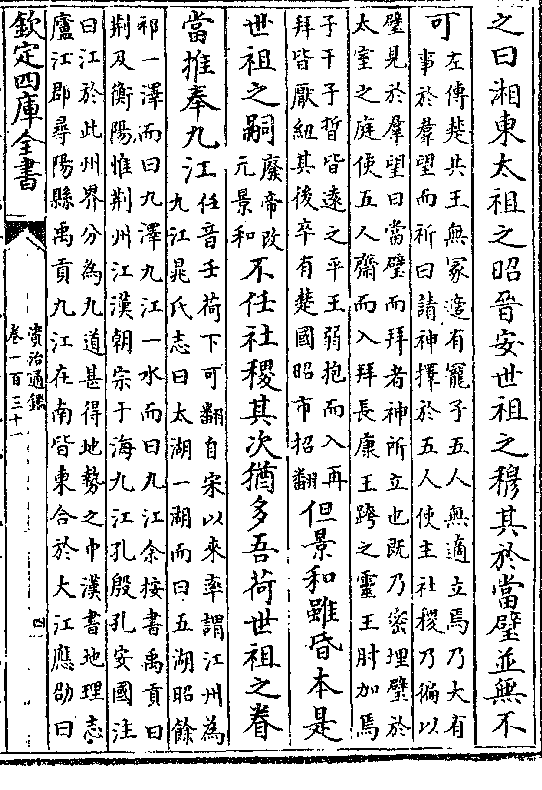 之曰湘東太祖之昭晉安世祖之穆其於當璧並無不
可
左傳楚共王無冢適有寵子五人無適立焉乃大有
事於羣望而祈曰請神擇於五人使主社稷乃徧以
璧見於羣望曰當璧而拜者神所立也既乃密埋璧於
太室之庭使五人齋而入拜長康王跨之靈王肘加焉
子干子晳皆遠之平王弱抱而入再
拜皆厭紐其後卒有楚國昭市招翻
但景和雖昏本是
世祖之嗣
廢帝改
元景和
不任社稷其次猶多吾荷世祖之眷
當推奉九江
任音壬荷下可翻自宋以來率謂江州為
九江晁氏志曰太湖一湖而曰五湖昭餘
祁一澤而曰九澤九江一水而曰九江余按書禹貢曰
荆及衡陽惟荆州江漢朝宗于海九江孔殷孔安國注
曰江於此州界分為九道甚得地勢之中漢書地理志
廬江郡尋陽縣禹貢九江在南皆東合於大江應劭曰
欽定四庫全書
資治通鑑
卷一百三十一
四